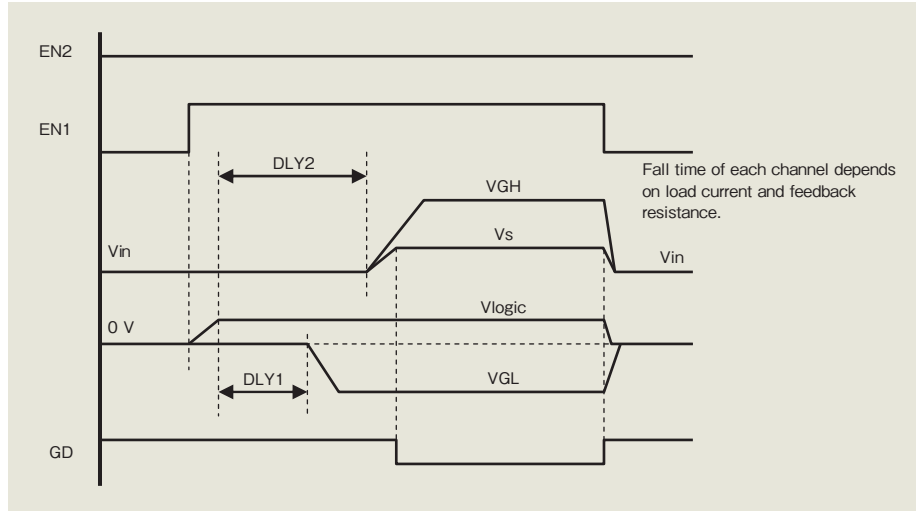 EN2
EN1
DLY2
Fall time of each channel depends
on load current and feedback
resistance.
VGH
Vs
Vin
Vin
Vlogic
0 V
DLY1
VGL
GD